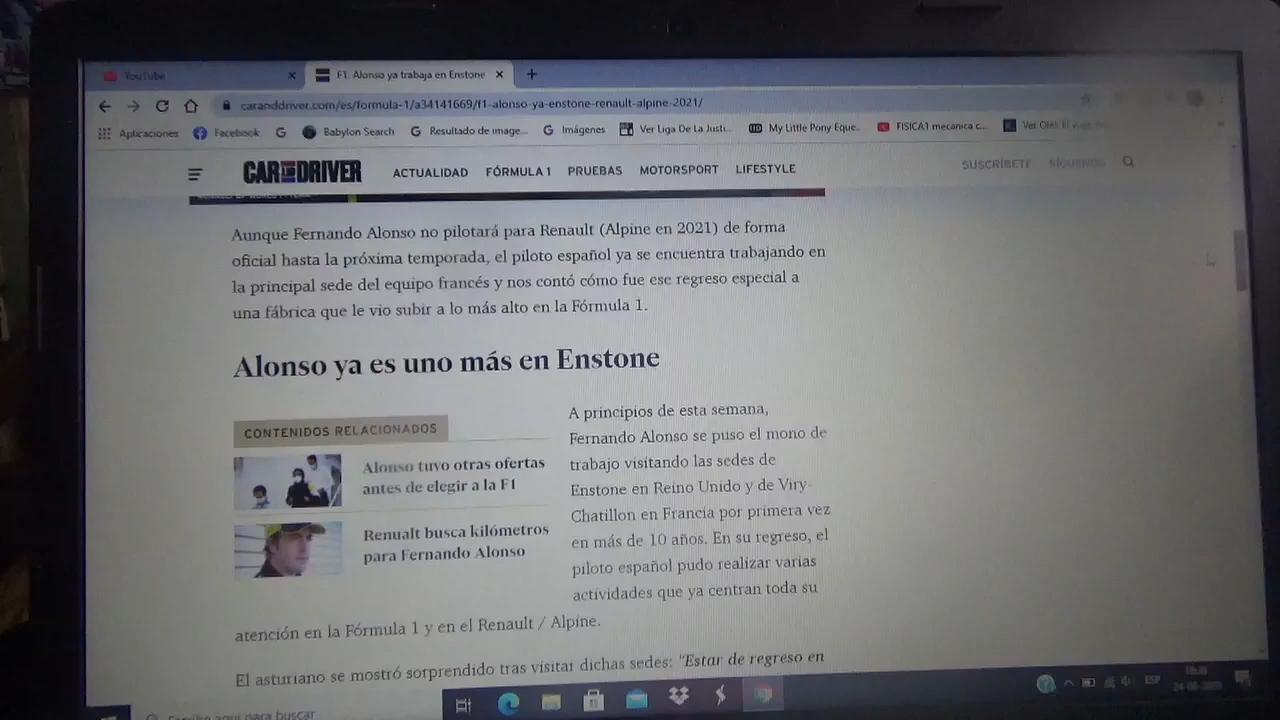 YouTube
F1. Alonso ya trabaja en Enstone
caranddriver.com/es/formula-1/a34141669/f1-alonso-ya-enstone-renault-alpine-2021/
Aplicaciones
Facebook
Babylon Search
Resultado de image...
Imágenes
Ver Liga De La Justi...
My Little Pony Eque...
FISICA1 mecanica c...
CAR AND DRIVER
ACTUALIDAD
FÓRMULA 1
PRUEBAS
MOTORSPORT
LIFESTYLE
SUSCRÍBETE
SÍGUENOS
Aunque Fernando Alonso no pilotará para Renault (Alpine en 2021) de forma
oficial hasta la próxima temporada, el piloto español ya se encuentra trabajando en
la principal sede del equipo francés y nos contó cómo fue ese regreso especial a
una fábrica que le vio subir a lo más alto en la Fórmula 1.
Alonso ya es uno más en Enstone
CONTENIDOS RELACIONADOS
Alonso tuvo otras ofertas
antes de elegir a la F1
Renualt busca kilómetros
para Fernando Alonso
A principios de esta semana,
Fernando Alonso se puso el mono de
trabajo visitando las sedes de
Enstone en Reino Unido y de Viry-
Chatillon en Francia por primera vez
en más de 10 años. En su regreso, el
piloto español pudo realizar varias
actividades que ya centran toda su
atención en la Fórmula 1 y en el Renault / Alpine.
El asturiano se mostró sorprendido tras visitar dichas sedes: "Estar de regreso en
Escribe aquí para buscar
ESP